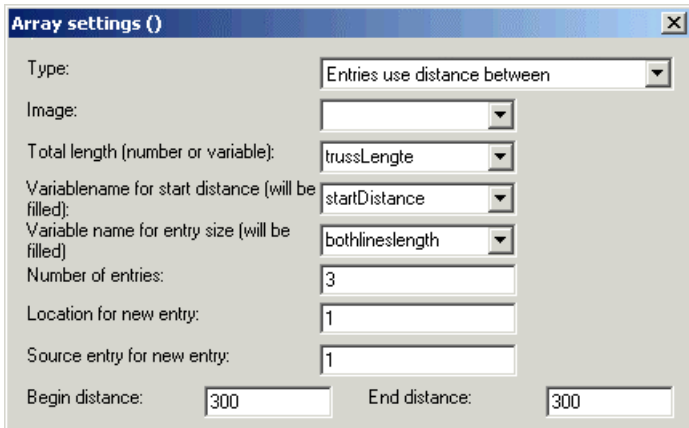 Array settings ()
Type: Entries use distance between
Image:
Total length (number or variable): trussLengte
Variablename for start distance (will be
filled): startDistance
Variable name for entry size (will be
filled) bothlineslength
Number of entries: 3
Location for new entry: 1
Source entry for new entry: 1
Begin distance: 300 End distance: 300